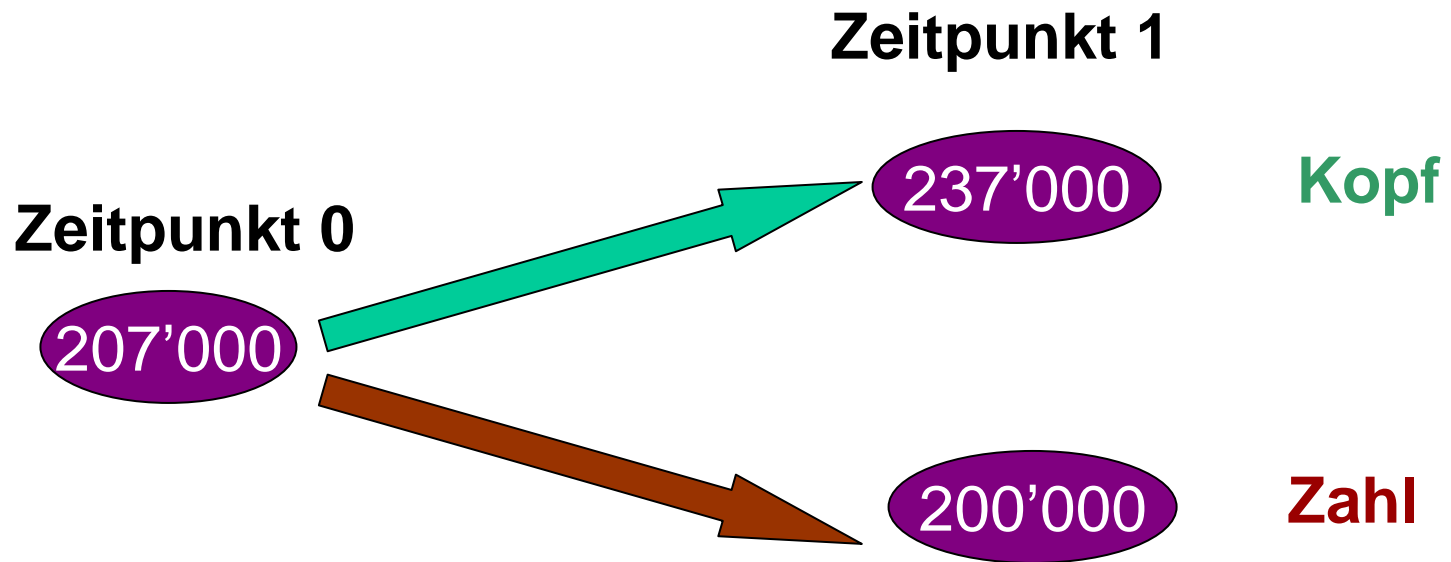 Zeitpunkt 1
237’000
Kopf
Zeitpunkt 0
207’000
200’000
Zahl